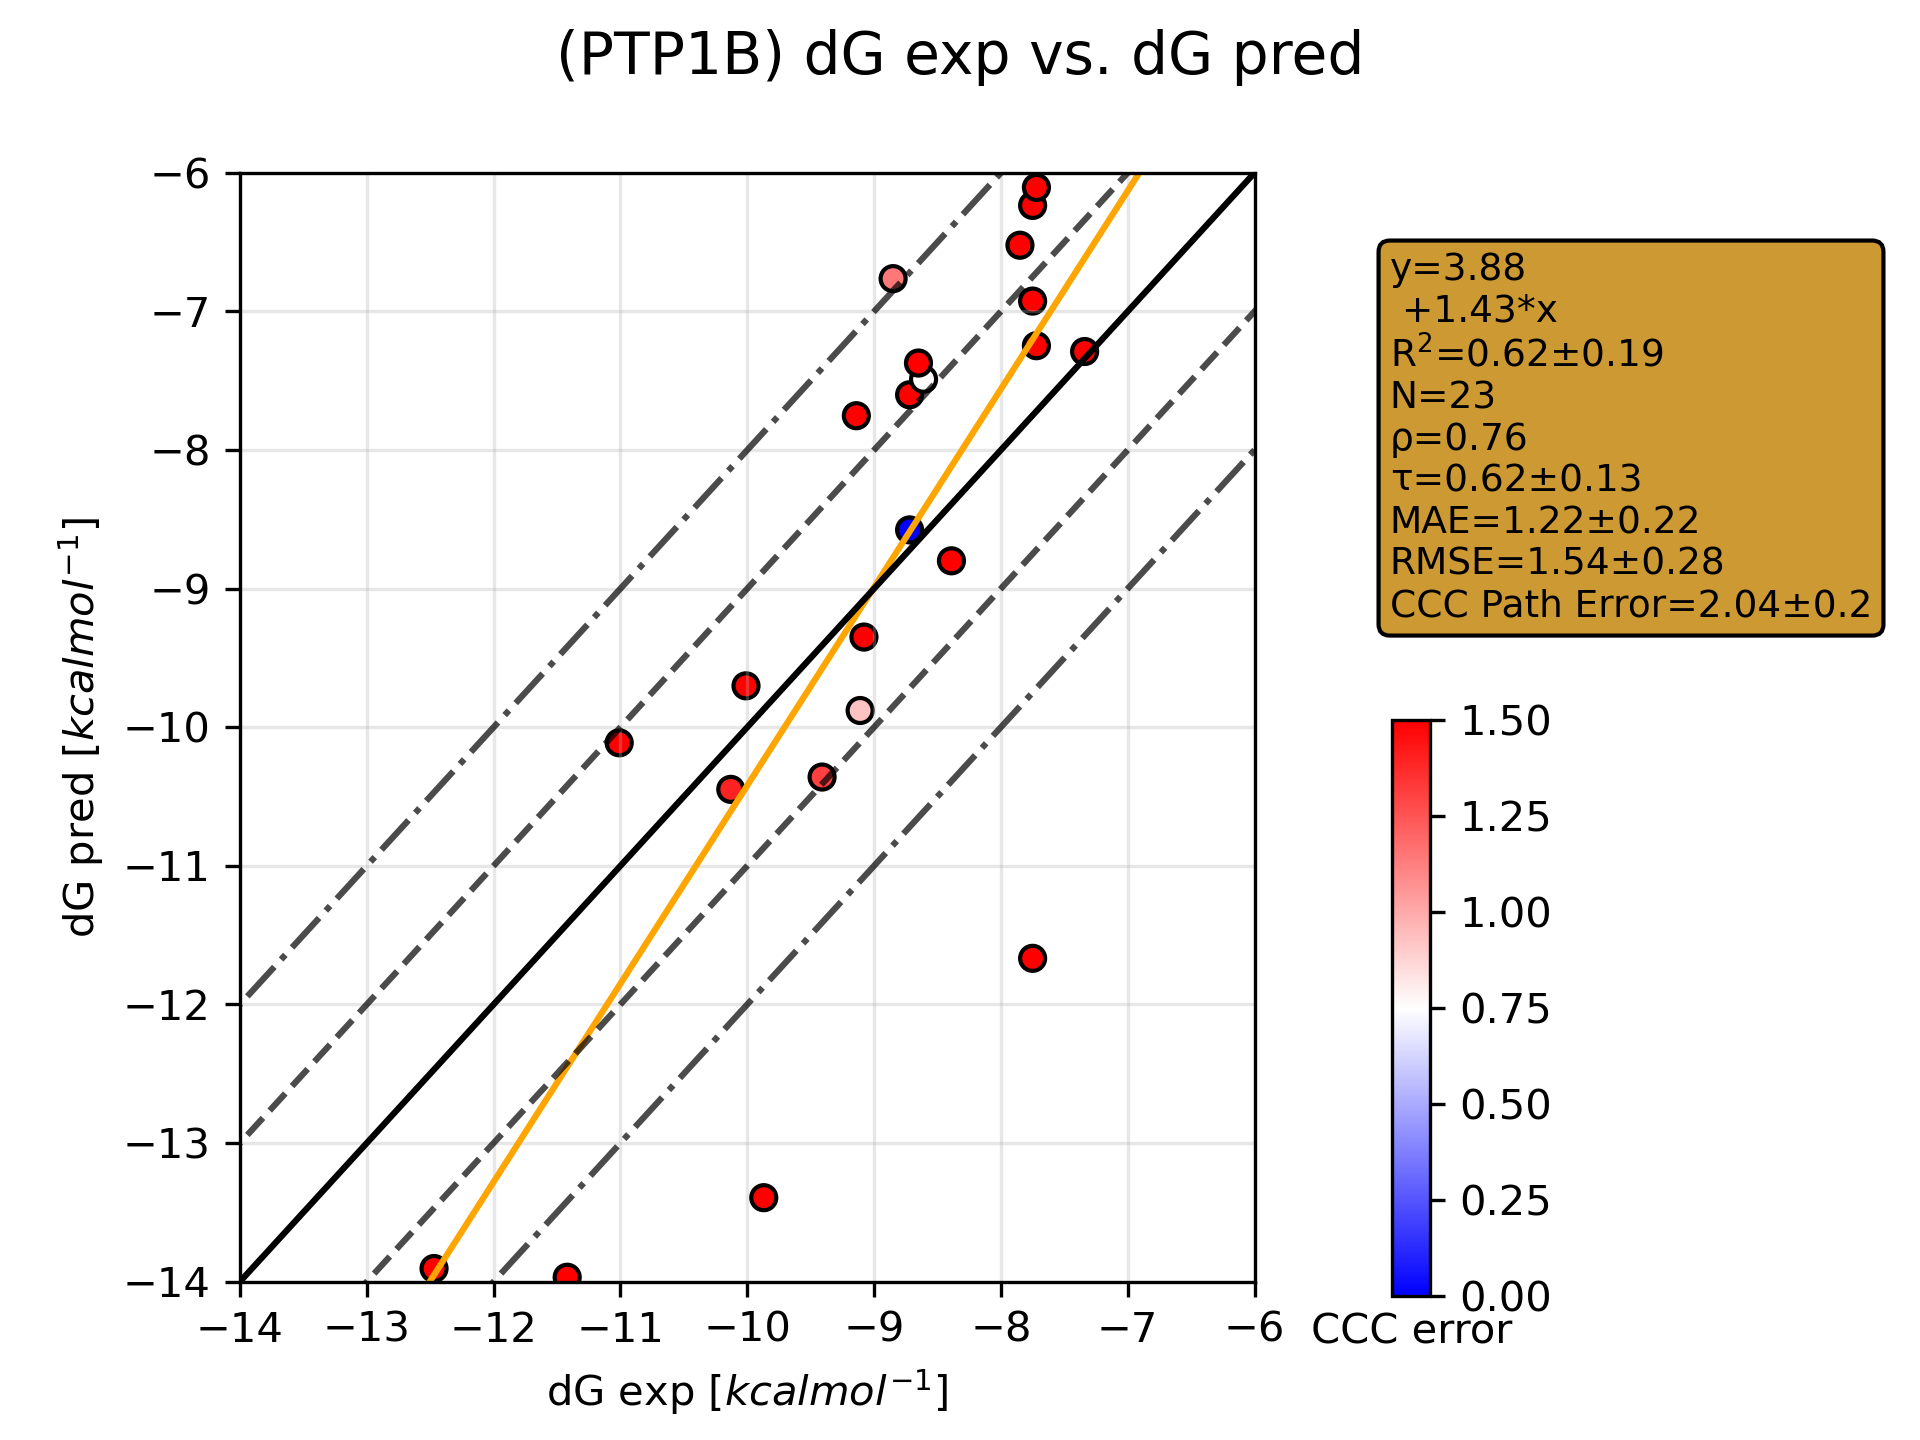 (PTP1B) dG exp vs. dG pred
−6
−7
−8
−9
−10
−11
−12
−13
−14
dG pred [kcalmol⁻¹]
−14 −13 −12 −11 −10 −9 −8 −7 −6
dG exp [kcalmol⁻¹]
y=3.88
+1.43*x
R²=0.62±0.19
N=23
ρ=0.76
τ=0.62±0.13
MAE=1.22±0.22
RMSE=1.54±0.28
CCC Path Error=2.04±0.2
1.50
1.25
1.00
0.75
0.50
0.25
0.00
CCC error